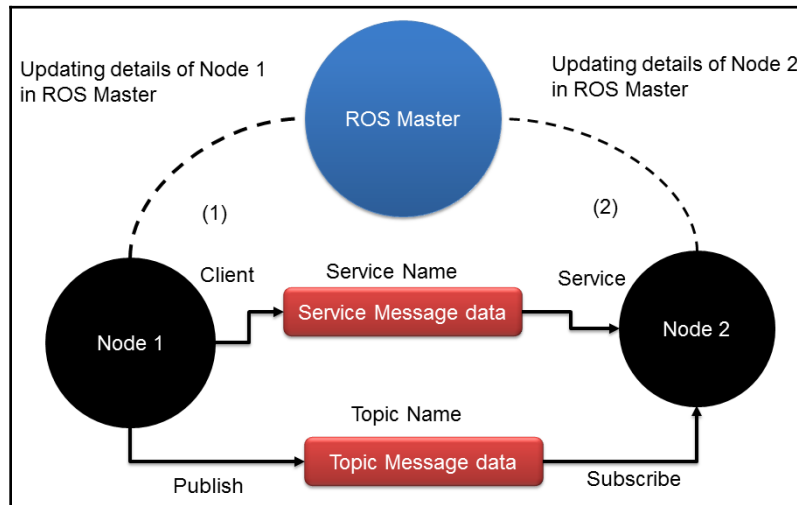 Updating details of Node 1
in ROS Master
Updating details of Node 2
in ROS Master
ROS Master
(1)
(2)
Client
Service Name
Service
Service Message data
Node 1
Node 2
Topic Name
Topic Message data
Publish
Subscribe